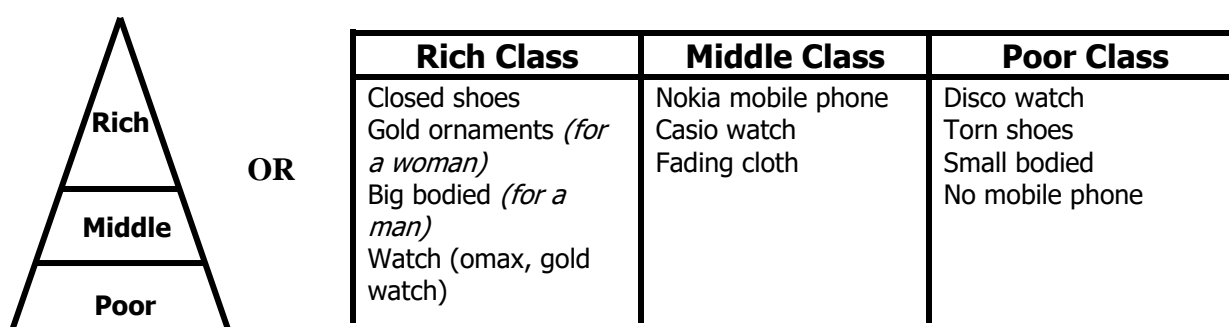 Rich
Middle
Poor
OR
Rich Class
Closed shoes
Gold ornaments (for
a woman)
Big bodied (for a
man)
Watch (omax, gold
watch)
Middle Class
Nokia mobile phone
Casio watch
Fading cloth
Poor Class
Disco watch
Torn shoes
Small bodied
No mobile phone